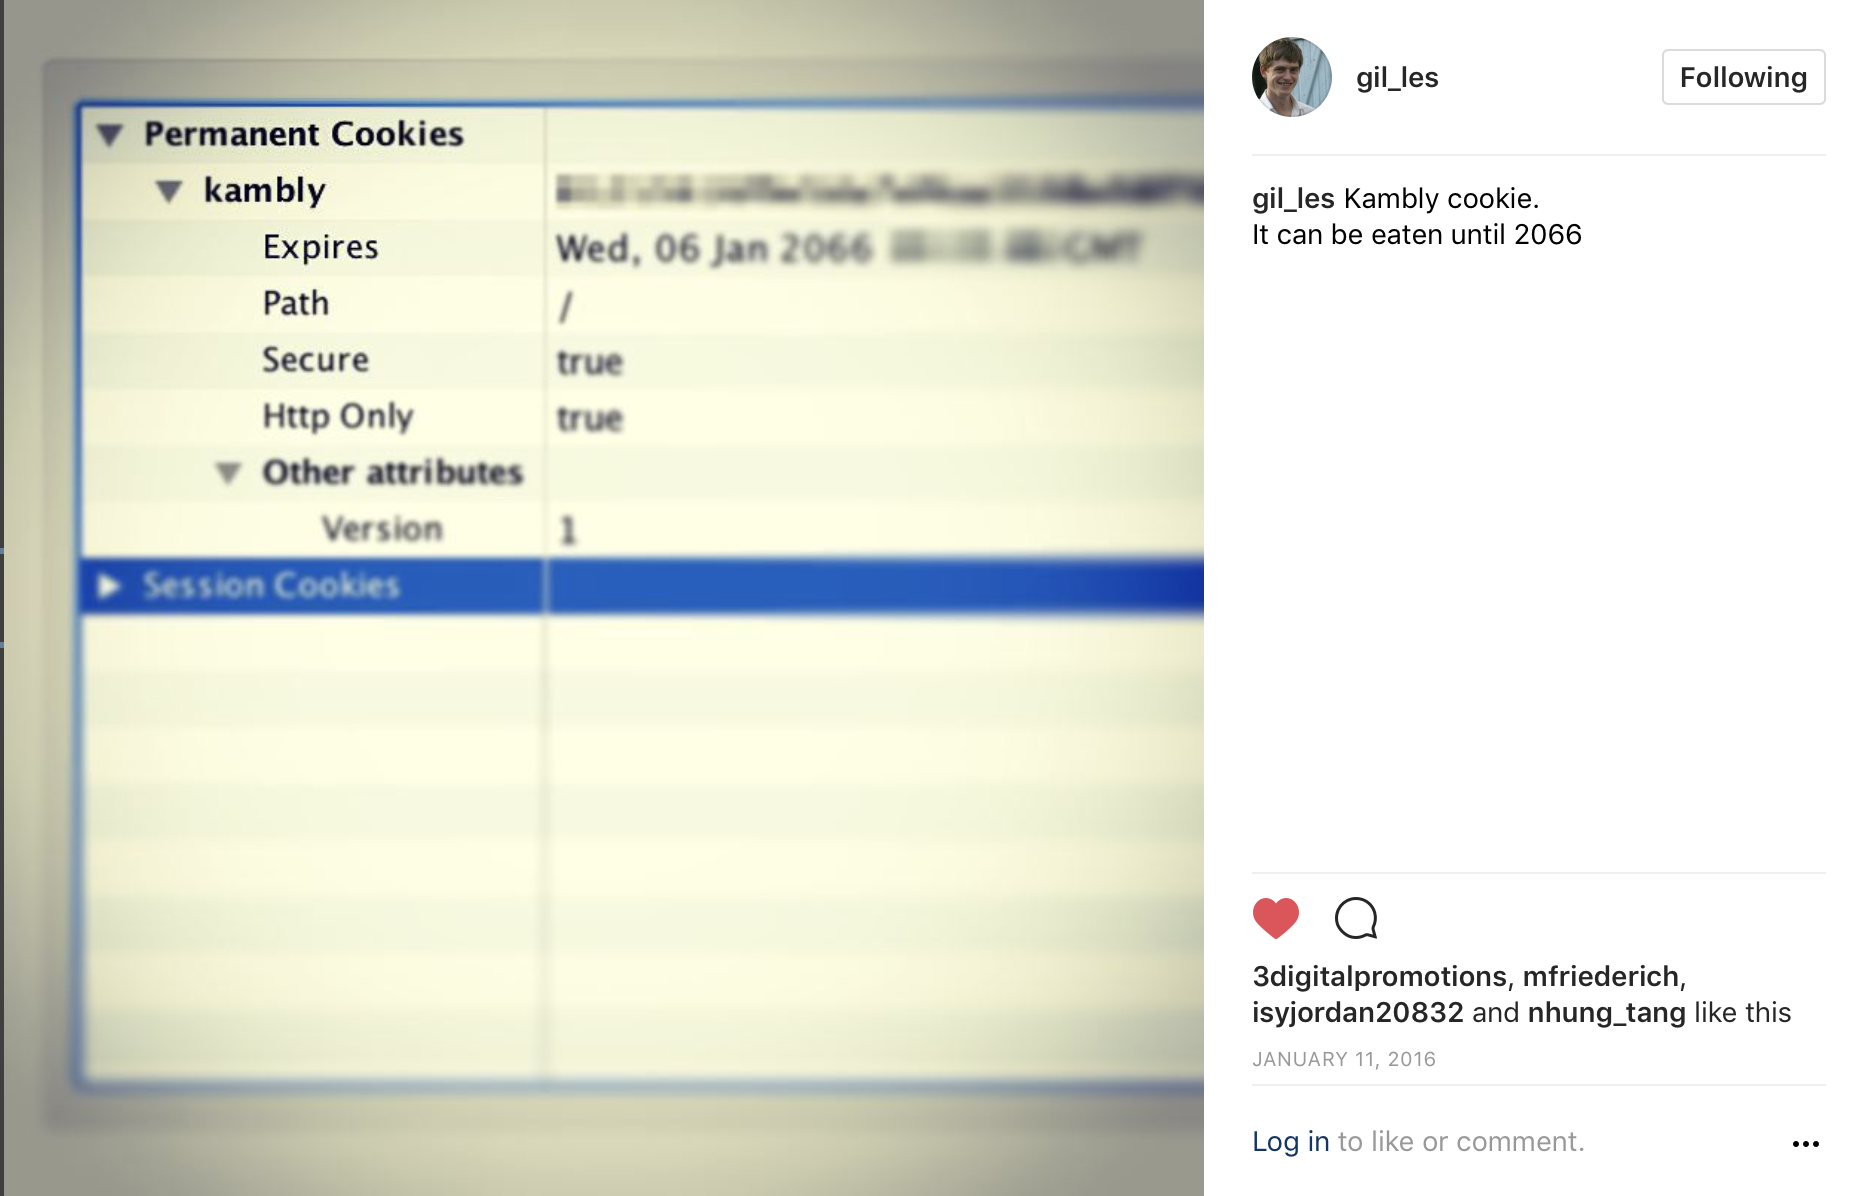 Permanent Cookies
kambly
Expires Wed, 06 Jan 2066 GMT
Path /
Secure true
Http Only true
Other attributes
Version 1
Session Cookies
gil_les Following
gil_les Kambly cookie.
It can be eaten until 2066
3digitalpromotions, mfriederich,
isyjordan20832 and nhung_tang like this
JANUARY 11, 2016
Log in to like or comment.